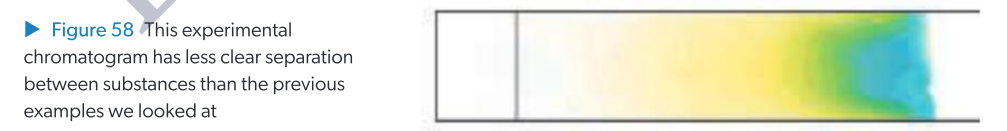 ▶ Figure 58 This experimental
chromatogram has less clear separation
between substances than the previous
examples we looked at